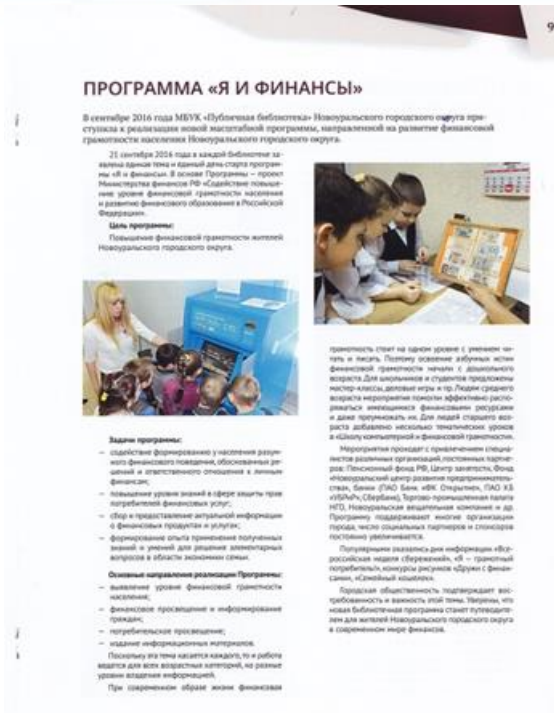 9
ПРОГРАММА «Я И ФИНАНСЫ»
В сентябре 2016 года МБУК «Публичная библиотека» Новоуральского городского округа при-
ступила к реализации новой масштабной программы, направленной на развитие финансовой
грамотности населения Новоуральского городского округа.
21 сентября 2016 года в каждой библиотеке за-
явлена единая тема и единый день старта програм-
мы «Я и финансы». В основе Программы – проект
Министерства финансов РФ «Содействие повыше-
нию уровня финансовой грамотности населения
и развитию финансового образования в Российской
Федерации».
Цель программы:
Повышение финансовой грамотности жителей
Новоуральского городского округа.
Задачи программы:
– содействие формированию у населения разум-
ного финансового поведения, обоснованных ре-
шений и ответственного отношения к личным
финансам;
– повышение уровня знаний в сфере защиты прав
потребителей финансовых услуг;
– сбор и предоставление актуальной информации
о финансовых продуктах и услугах;
– формирование опыта применения полученных
знаний и умений для решения элементарных
вопросов в области экономики семьи.
Основные направления реализации Программы:
– выявление уровня финансовой грамотности
населения;
– финансовое просвещение и информирование
граждан;
– потребительское просвещение;
– издание информационных материалов.
Поскольку эта тема касается каждого, то и работа
ведется для всех возрастных категорий, на разные
уровни владения информацией.
При современном образе жизни финансовая
грамотность стоит на одном уровне с умением чи-
тать и писать. Поэтому освоение азбучных истин
финансовой грамотности начали с дошкольного
возраста. Для школьников и студентов предложены
мастер-классы, деловые игры и пр. Людям среднего
возраста мероприятия помогли эффективно распо-
ряжаться имеющимися финансовыми ресурсами
и даже преумножать их. Для людей старшего воз-
раста добавлено несколько тематических уроков
в «Школу компьютерной и финансовой грамотности».
Мероприятия проходят с привлечением специа-
листов различных организаций, постоянных партне-
ров: Пенсионный фонд РФ, Центр занятости, Фонд
«Новоуральский центр развития предприниматель-
ства», банки (ПАО Банк «ФК Открытие», ПАО КБ
«УБРиР», Сбербанк), Торгово-промышленная палата
НГО, Новоуральская вещательная компания и др.
Программу поддерживают многие организации
города, число социальных партнеров и спонсоров
постоянно увеличивается.
Популярными оказались дни информации «Все-
российская неделя сбережений», «Я – грамотный
потребитель», конкурсы рисунков «Дружи с финан-
сами», «Семейный кошелек».
Городская общественность подтверждает вос-
требованность и важность этой темы. Уверены, что
новая библиотечная программа станет путеводите-
лем для жителей Новоуральского городского округа
в современном мире финансов.